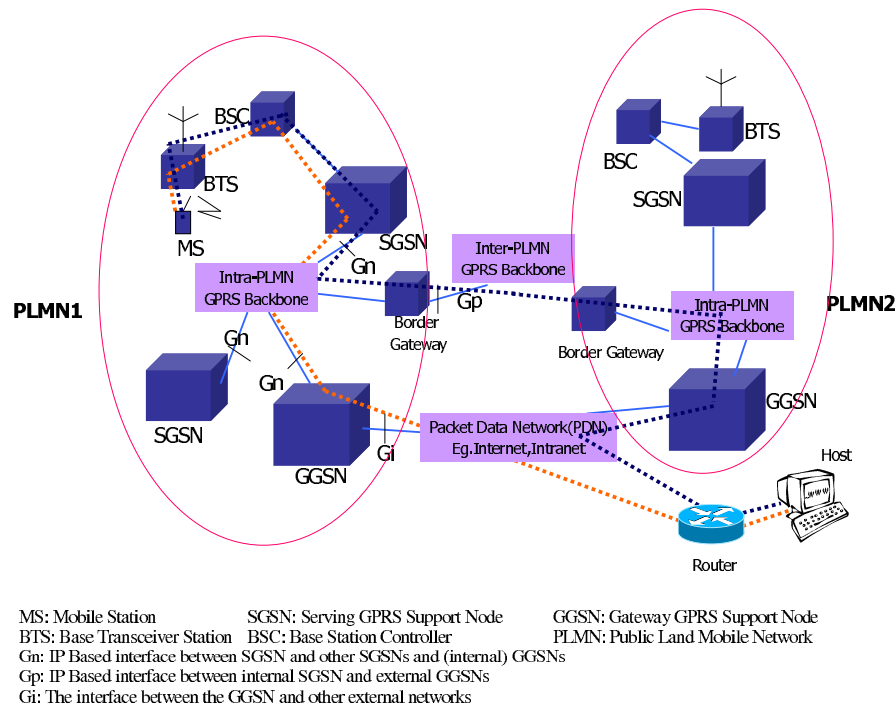 BSC
BTS
BTS
BSC
MS
SGSN
SGSN
Gn
Inter-PLMN
GPRS Backbone
Intra-PLMN
GPRS Backbone
PLMN1
Gp
Border
Gateway
Intra-PLMN
GPRS Backbone
PLMN2
Border Gateway
Gn
Gn
SGSN
GGSN
Gi
GGSN
Packet Data Network(PDN)
Eg.Internet,Intranet
Host
Router
MS: Mobile Station SGSN: Serving GPRS Support Node GGSN: Gateway GPRS Support Node
BTS: Base Transceiver Station BSC: Base Station Controller PLMN: Public Land Mobile Network
Gn: IP Based interface between SGSN and other SGSNs and (internal) GGSNs
Gp: IP Based interface between internal SGSN and external GGSNs
Gi: The interface between the GGSN and other external networks